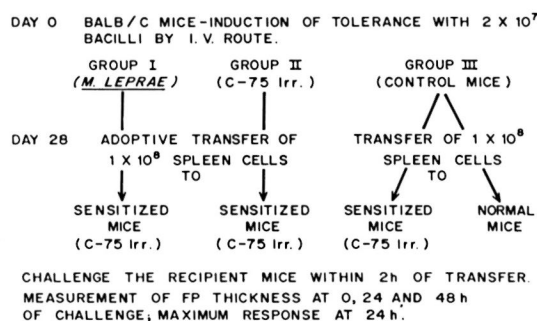 DAY 0 BALB/C MICE-INDUCTION OF TOLERANCE WITH 2 X 10⁷
BACILLI BY I.V. ROUTE.
GROUP I GROUP II GROUP III
(M. LEPRAE) (C-75 Irr.) (CONTROL MICE)
DAY 28 ADOPTIVE TRANSFER OF TRANSFER OF 1 X 10⁸
1 X 10⁸ SPLEEN CELLS SPLEEN CELLS
TO TO
SENSITIZED SENSITIZED SENSITIZED NORMAL
MICE MICE MICE MICE
(C-75 Irr.) (C-75 Irr.) (C-75 Irr.)
CHALLENGE THE RECIPIENT MICE WITHIN 2h OF TRANSFER.
MEASUREMENT OF FP THICKNESS AT 0, 24 AND 48 h
OF CHALLENGE; MAXIMUM RESPONSE AT 24 h.